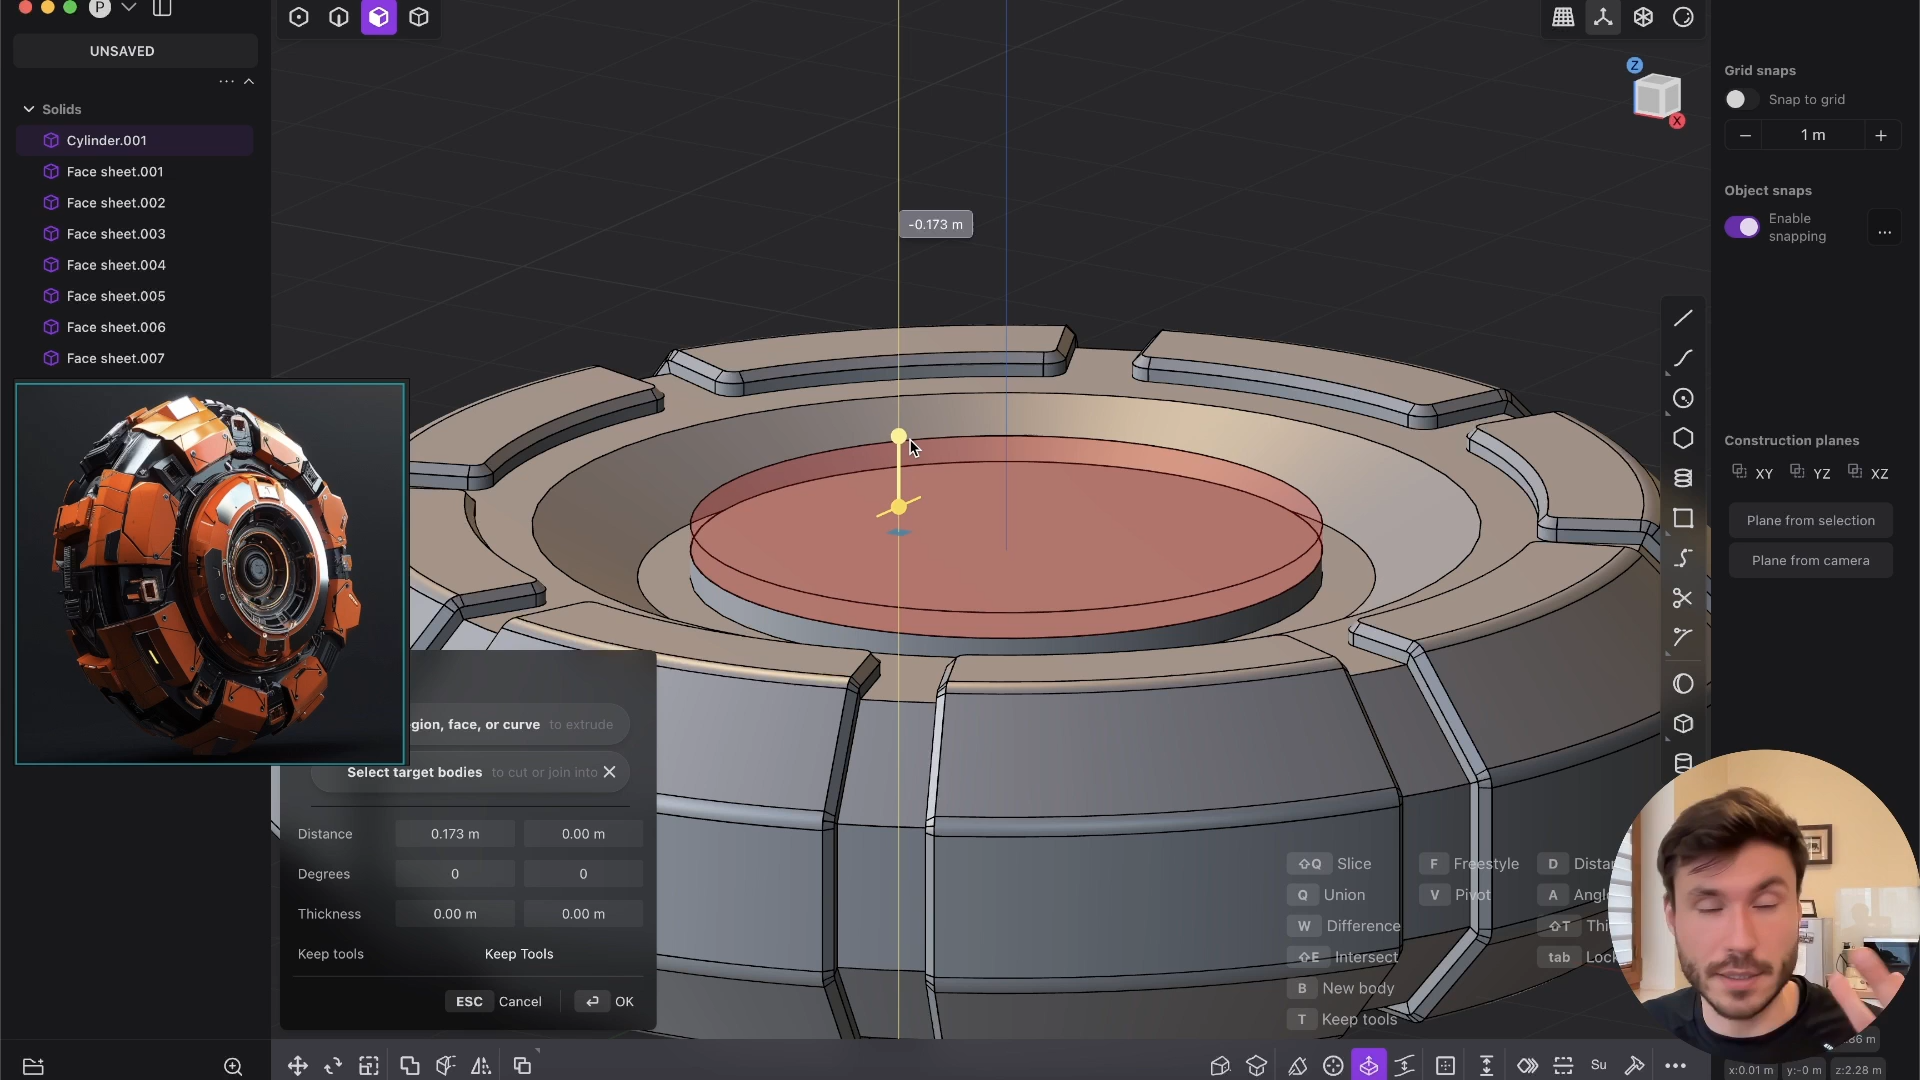 P
UNSAVED
Solids
Cylinder.001
Face sheet.001
Face sheet.002
Face sheet.003
Face sheet.004
Face sheet.005
Face sheet.006
Face sheet.007
-0.173 m
Z
X
Grid snaps
Snap to grid
1 m
Object snaps
Enable
snapping
...
Construction planes
XY YZ XZ
Plane from selection
Plane from camera
gion, face, or curve to extrude
Select target bodies to cut or join into
Distance 0.173 m 0.00 m
Degrees 0 0
Thickness 0.00 m 0.00 m
Keep tools Keep Tools
ESC Cancel OK
Q Slice F Freestyle D Dista
Q Union V Pivot A Angl
W Difference T Thi
E Intersect tab Lock
B New body
T Keep tools
Su
x:0.01 m y:-0 m z:2.28 m